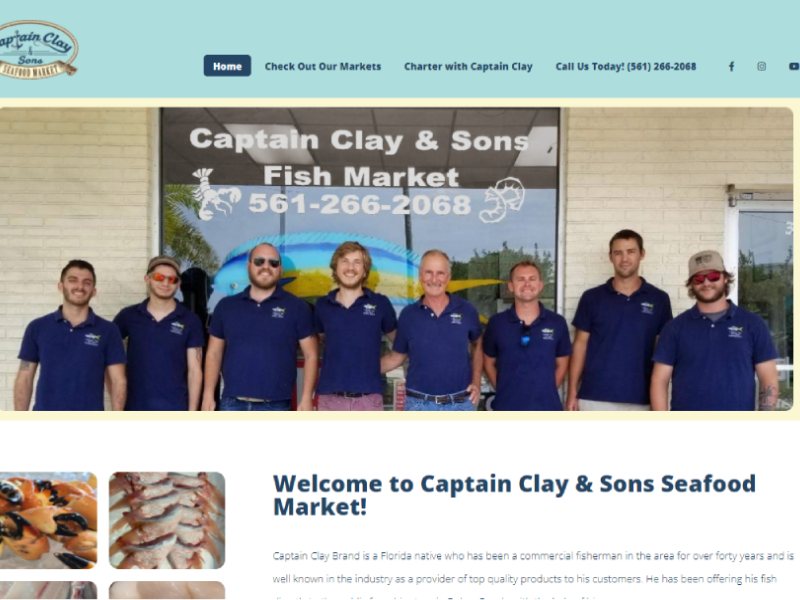 Captain Clay
&
Sons
SEAFOOD MARKET
Home Check Out Our Markets Charter with Captain Clay Call Us Today! (561) 266-2068
Captain Clay & Sons
Fish Market
561-266-2068
Welcome to Captain Clay & Sons Seafood
Market!
Captain Clay Brand is a Florida native who has been a commercial fisherman in the area for over forty years and is
well known in the industry as a provider of top quality products to his customers. He has been offering his fish